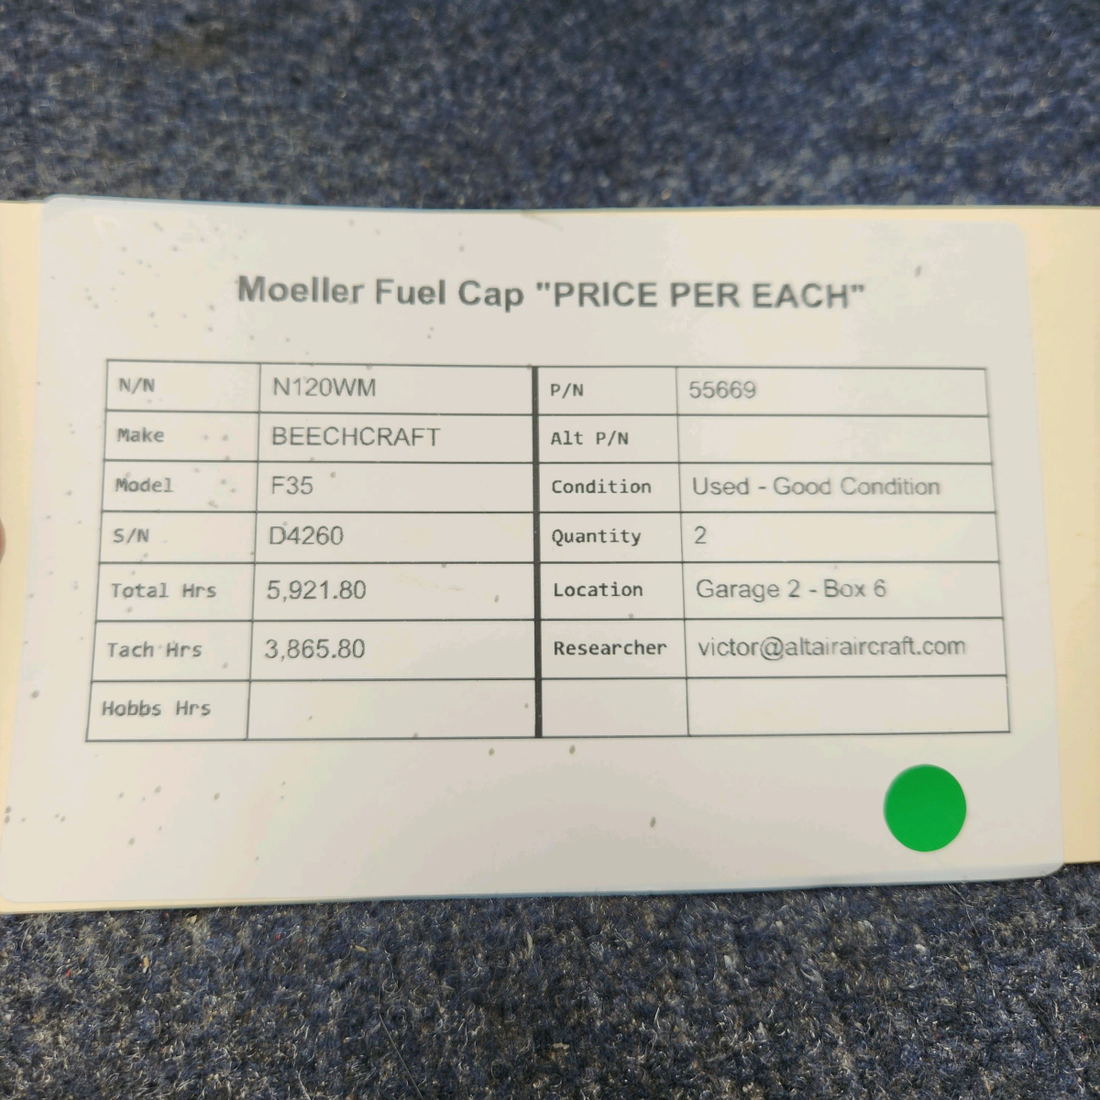 Moeller Fuel Cap "PRICE PER EACH"
N/N N120WM P/N 55669
Make BEECHCRAFT Alt P/N
Model F35 Condition Used - Good Condition
S/N D4260 Quantity 2
Total Hrs 5,921.80 Location Garage 2 - Box 6
Tach Hrs 3,865.80 Researcher victor@altairaircraft.com
Hobbs Hrs